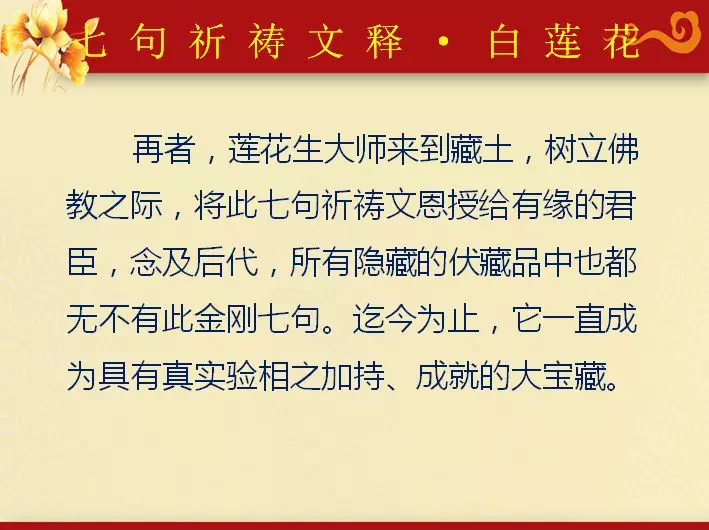 七句祈祷文释·白莲花
再者，莲花生大师来到藏土，树立佛
教之际，将此七句祈祷文恩授给有缘的君
臣，念及后代，所有隐藏的伏藏品中也都
无不有此金刚七句。迄今为止，它一直成
为具有真实验相之加持、成就的大宝藏。